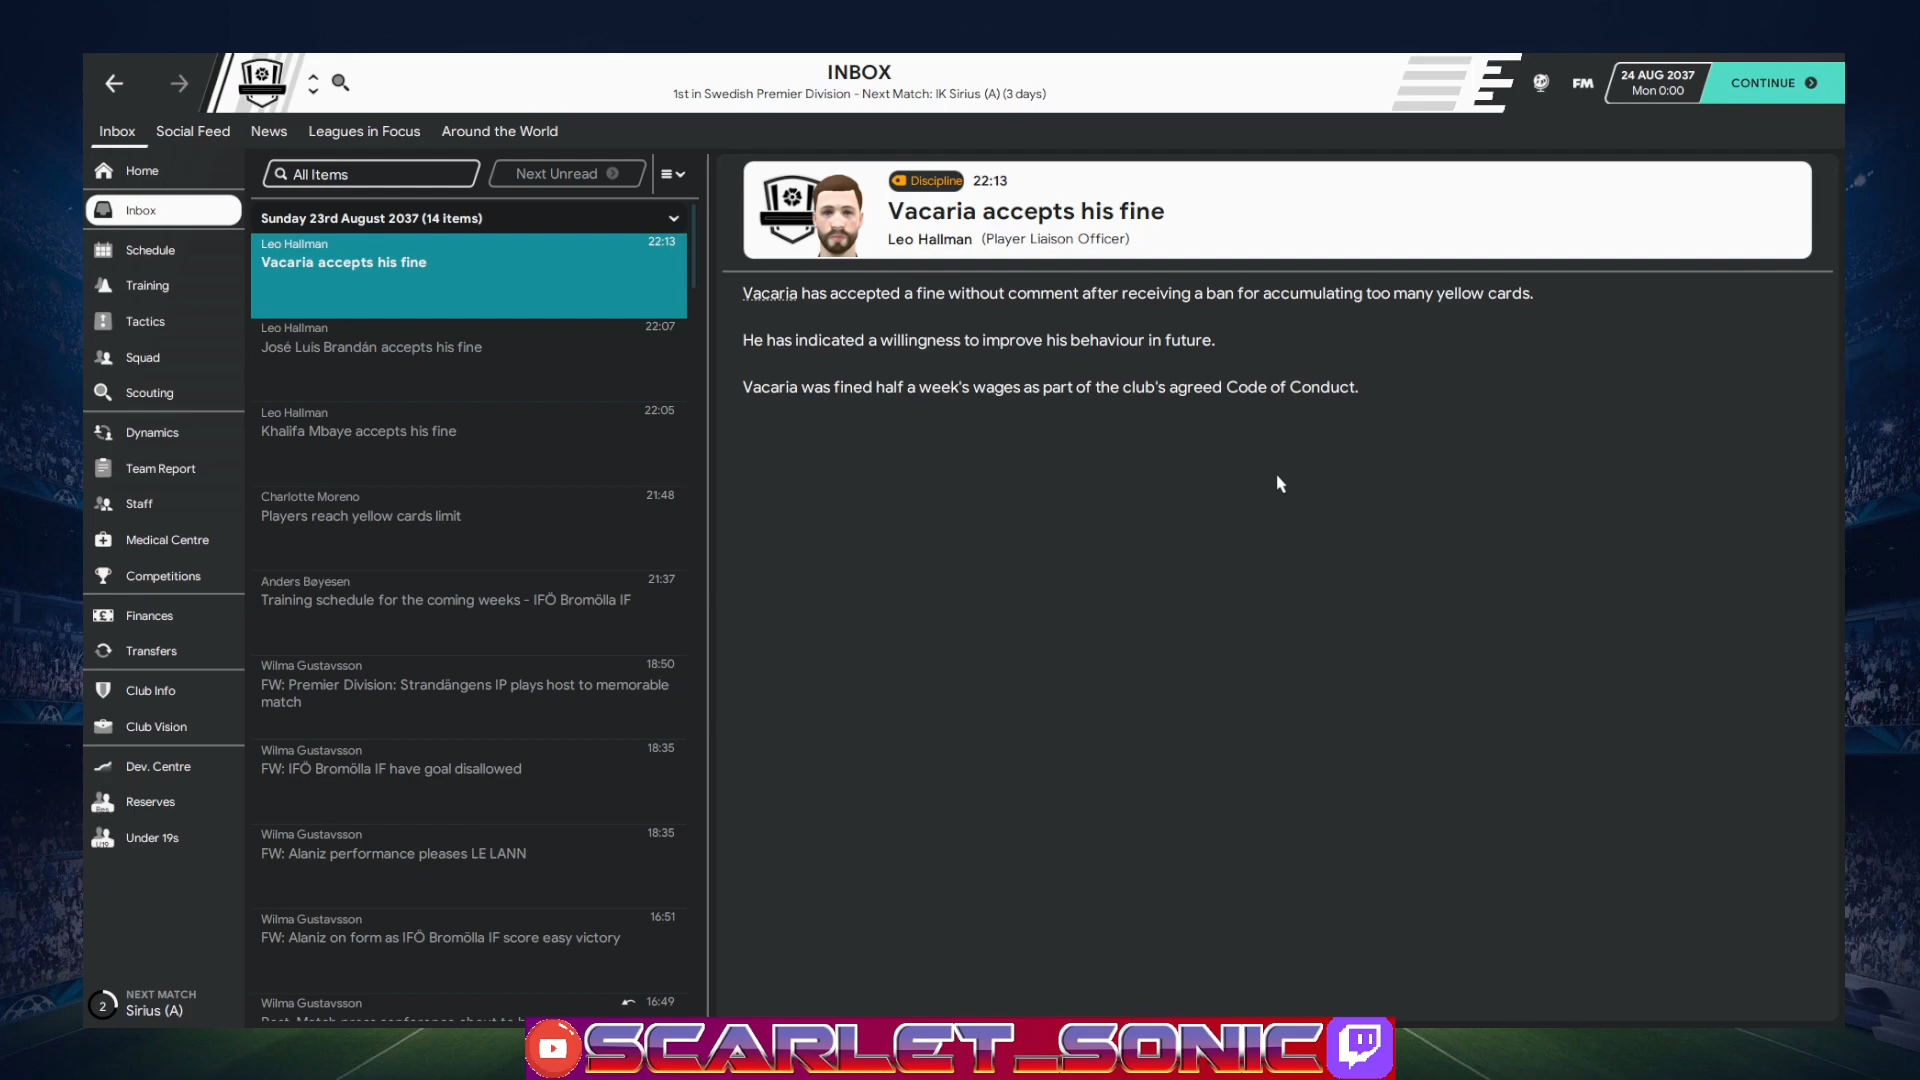 INBOX
1st in Swedish Premier Division - Next Match: IK Sirius (A) (3 days)
FM
24 AUG 2037
Mon 0:00
CONTINUE
Inbox
Social Feed
News
Leagues in Focus
Around the World
Home
Inbox
Schedule
Training
Tactics
Squad
Scouting
Dynamics
Team Report
Staff
Medical Centre
Competitions
Finances
Transfers
Club Info
Club Vision
Dev. Centre
Reserves
U19
Under 19s
2
NEXT MATCH
Sirius (A)
All Items
Next Unread
Sunday 23rd August 2037 (14 items)
Leo Hallman 22:13
Vacaria accepts his fine
Leo Hallman 22:07
José Luis Brandán accepts his fine
Leo Hallman 22:05
Khalifa Mbaye accepts his fine
Charlotte Moreno 21:48
Players reach yellow cards limit
Anders Bøyesen 21:37
Training schedule for the coming weeks - IFÖ Bromölla IF
Wilma Gustavsson 18:50
FW: Premier Division: Strandängens IP plays host to memorable
match
Wilma Gustavsson 18:35
FW: IFÖ Bromölla IF have goal disallowed
Wilma Gustavsson 18:35
FW: Alaniz performance pleases LE LANN
Wilma Gustavsson 16:51
FW: Alaniz on form as IFÖ Bromölla IF score easy victory
Wilma Gustavsson 16:49
Discipline 22:13
Vacaria accepts his fine
Leo Hallman (Player Liaison Officer)
Vacaria has accepted a fine without comment after receiving a ban for accumulating too many yellow cards.
He has indicated a willingness to improve his behaviour in future.
Vacaria was fined half a week's wages as part of the club's agreed Code of Conduct.
SCARLET_SONIC